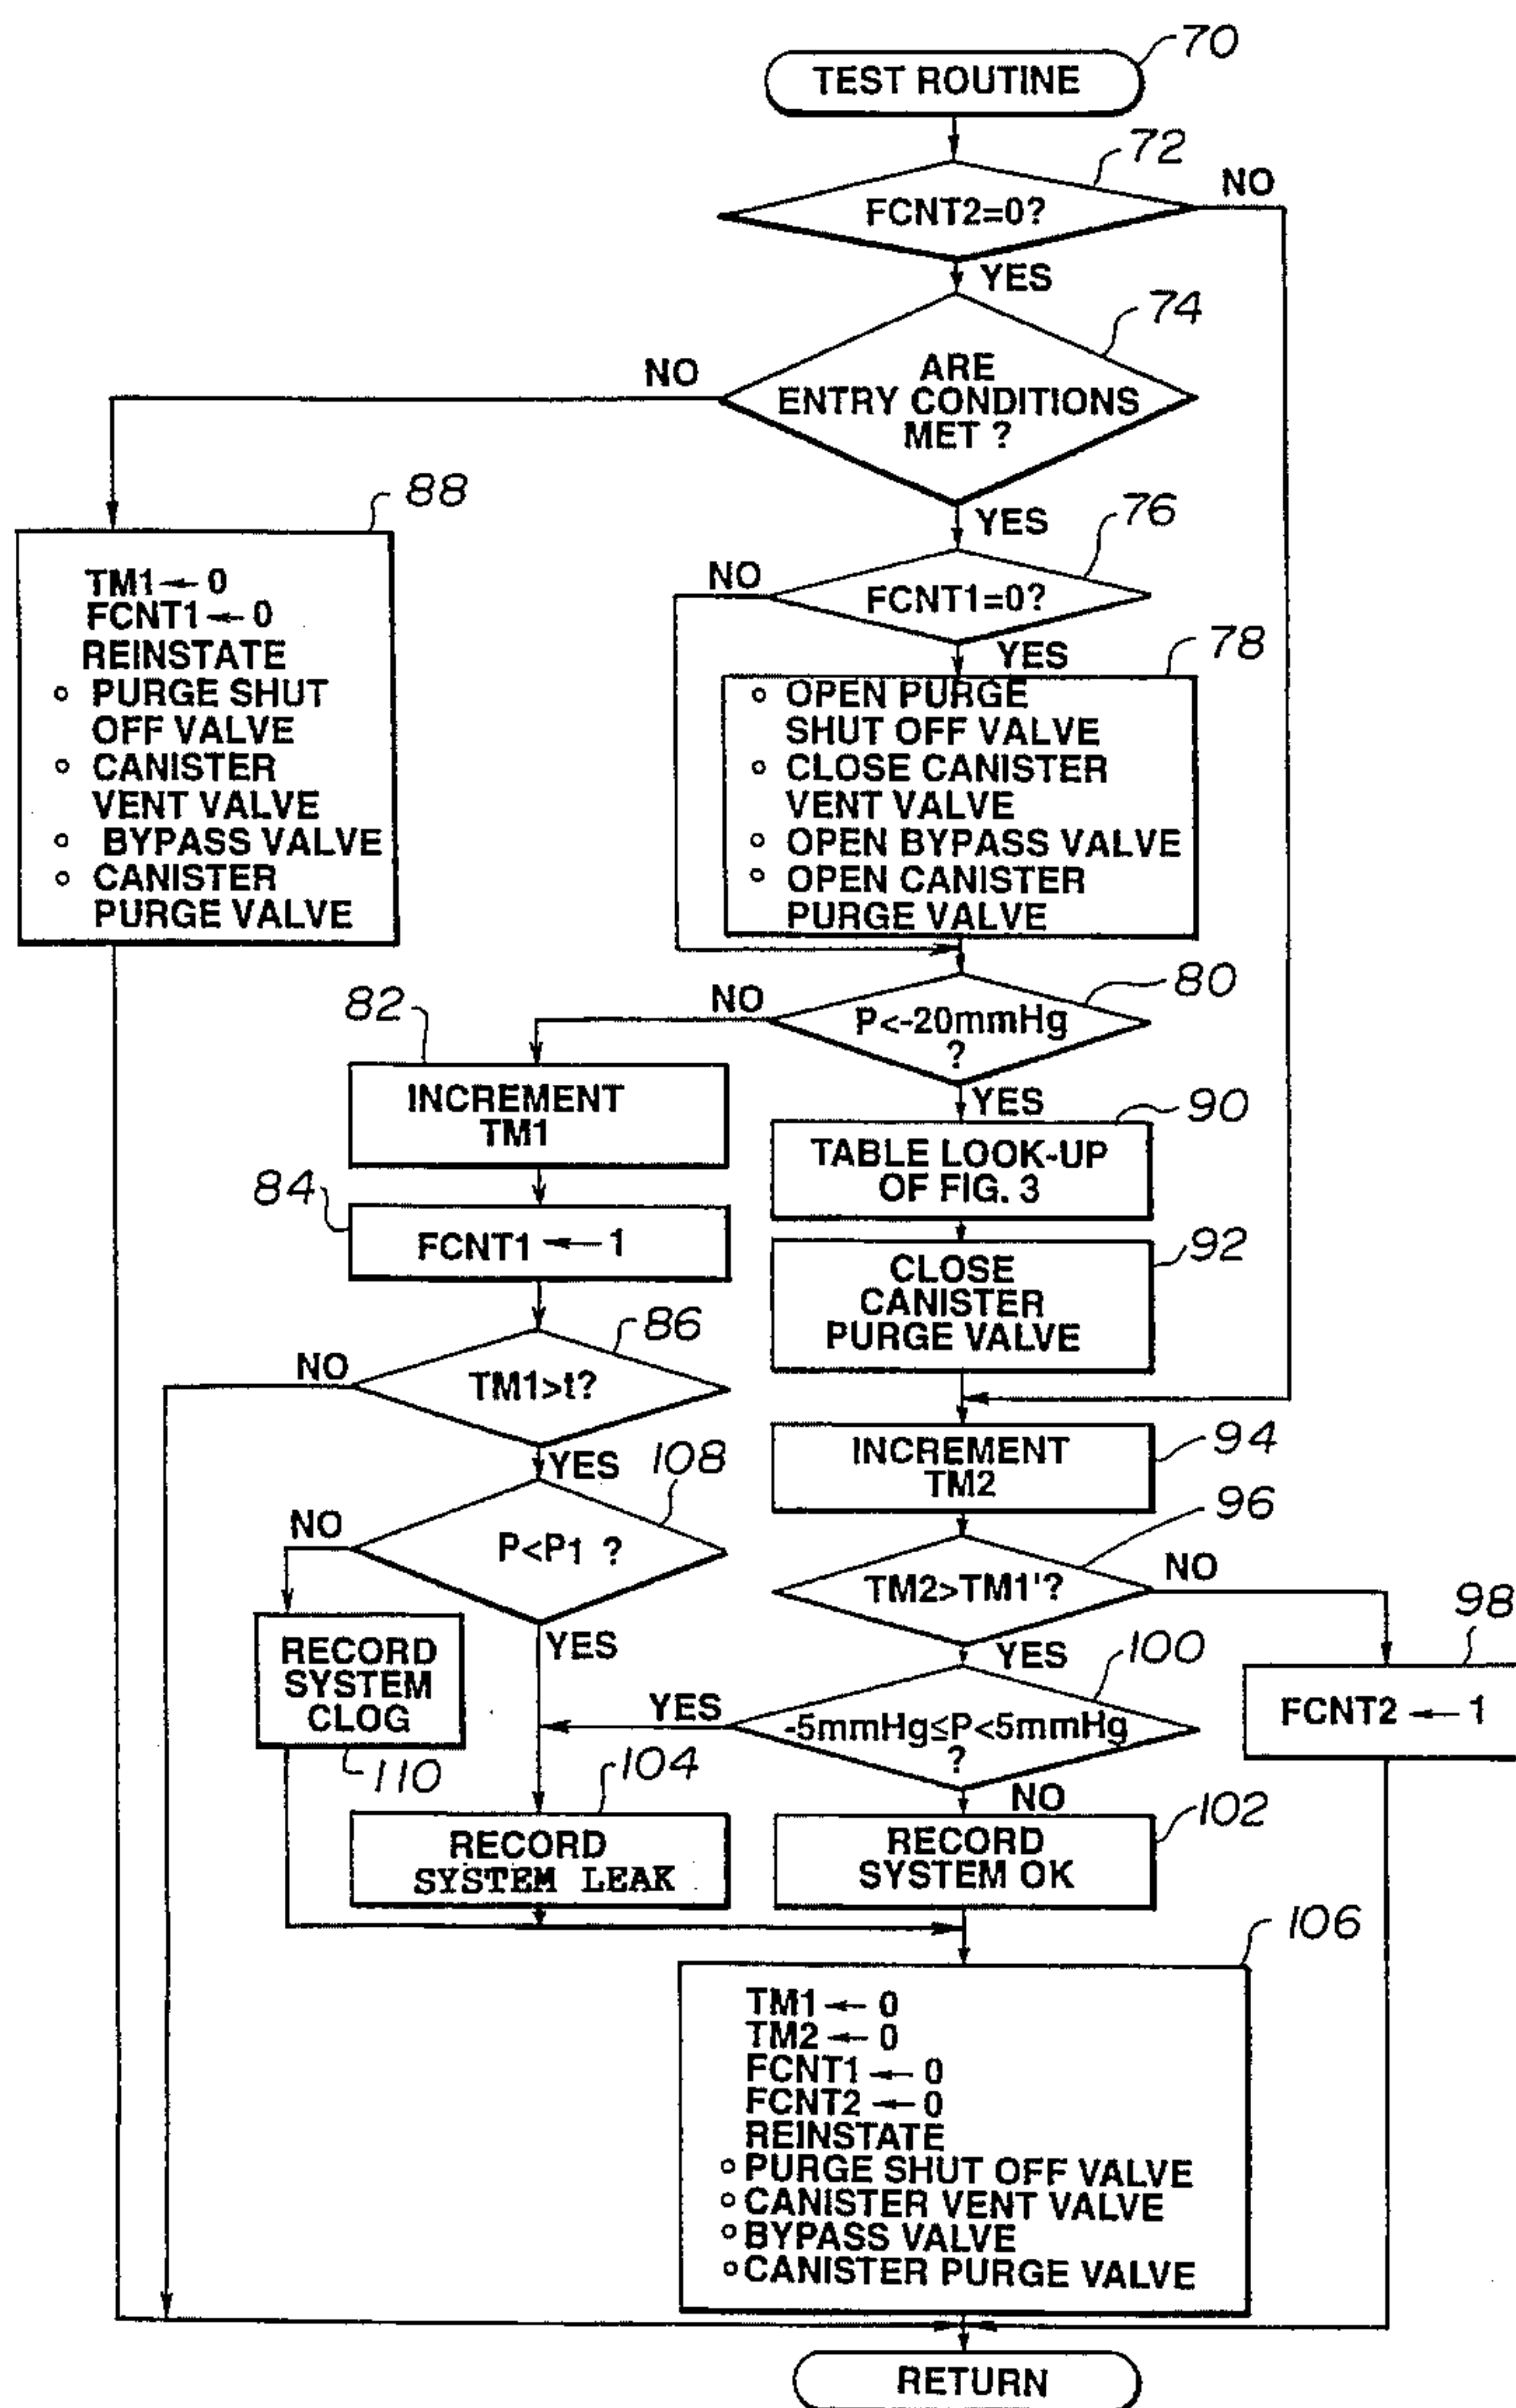 70
TEST ROUTINE
72
NO
FCNT2=0?
YES
74
NO
ARE
ENTRY CONDITIONS
MET ?
88
YES
76
TM1←0
FCNT1←0
REINSTATE
○ PURGE SHUT
OFF VALVE
○ CANISTER
VENT VALVE
○ BYPASS VALVE
○ CANISTER
PURGE VALVE
NO
FCNT1=0?
YES
78
○ OPEN PURGE
SHUT OFF VALVE
○ CLOSE CANISTER
VENT VALVE
○ OPEN BYPASS VALVE
○ OPEN CANISTER
PURGE VALVE
80
NO
P<-20mmHg
?
82
INCREMENT
TM1
YES
90
TABLE LOOK-UP
OF FIG. 3
84
FCNT1 ← 1
92
CLOSE
CANISTER
PURGE VALVE
86
NO
TM1>t?
YES
94
INCREMENT
TM2
108
NO
P<P1 ?
YES
96
TM2>TM1'?
NO
98
FCNT2 ← 1
YES
100
RECORD
SYSTEM
CLOG
110
YES
-5mmHg≤P<5mmHg
?
NO
104
RECORD
SYSTEM LEAK
102
RECORD
SYSTEM OK
106
TM1 ← 0
TM2 ← 0
FCNT1 ← 0
FCNT2 ← 0
REINSTATE
○ PURGE SHUT OFF VALVE
○ CANISTER VENT VALVE
○ BYPASS VALVE
○ CANISTER PURGE VALVE
RETURN